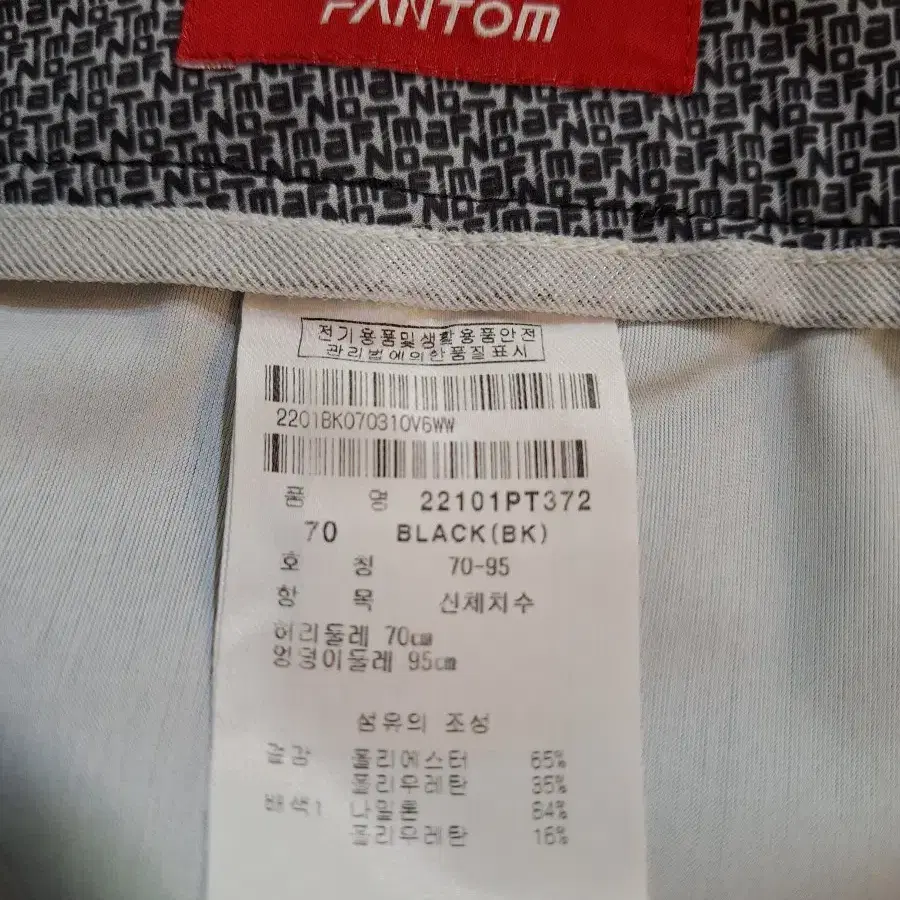 FANTOM
전기용품및생활용품안전
관리법에의한품질표시
2201BK070310V6WW
품 명 22101PT372
70 BLACK(BK)
호 칭 70-95
항 목 신체치수
허리둘레 70㎝
엉덩이둘레 95㎝
섬유의 조성
겉감 폴리에스터 65%
폴리우레탄 35%
배색1 나일론 84%
폴리우레탄 16%